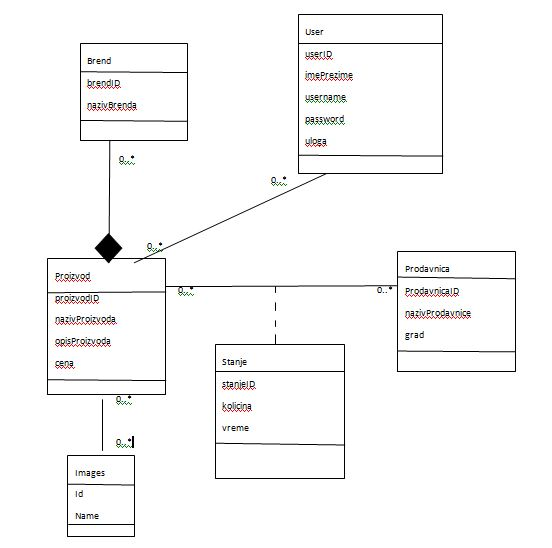 User
userID
imePrezime
username
password
uloga
Brend
brendID
nazivBrenda
0..*
0..*
0..*
Proizvod
proizvodID
nazivProizvoda
opisProizvoda
cena
0..*
0..*
Prodavnica
ProdavnicaID
nazivProdavnice
grad
Stanje
stanjeID
kolicina
vreme
0..*
0..*
Images
Id
Name